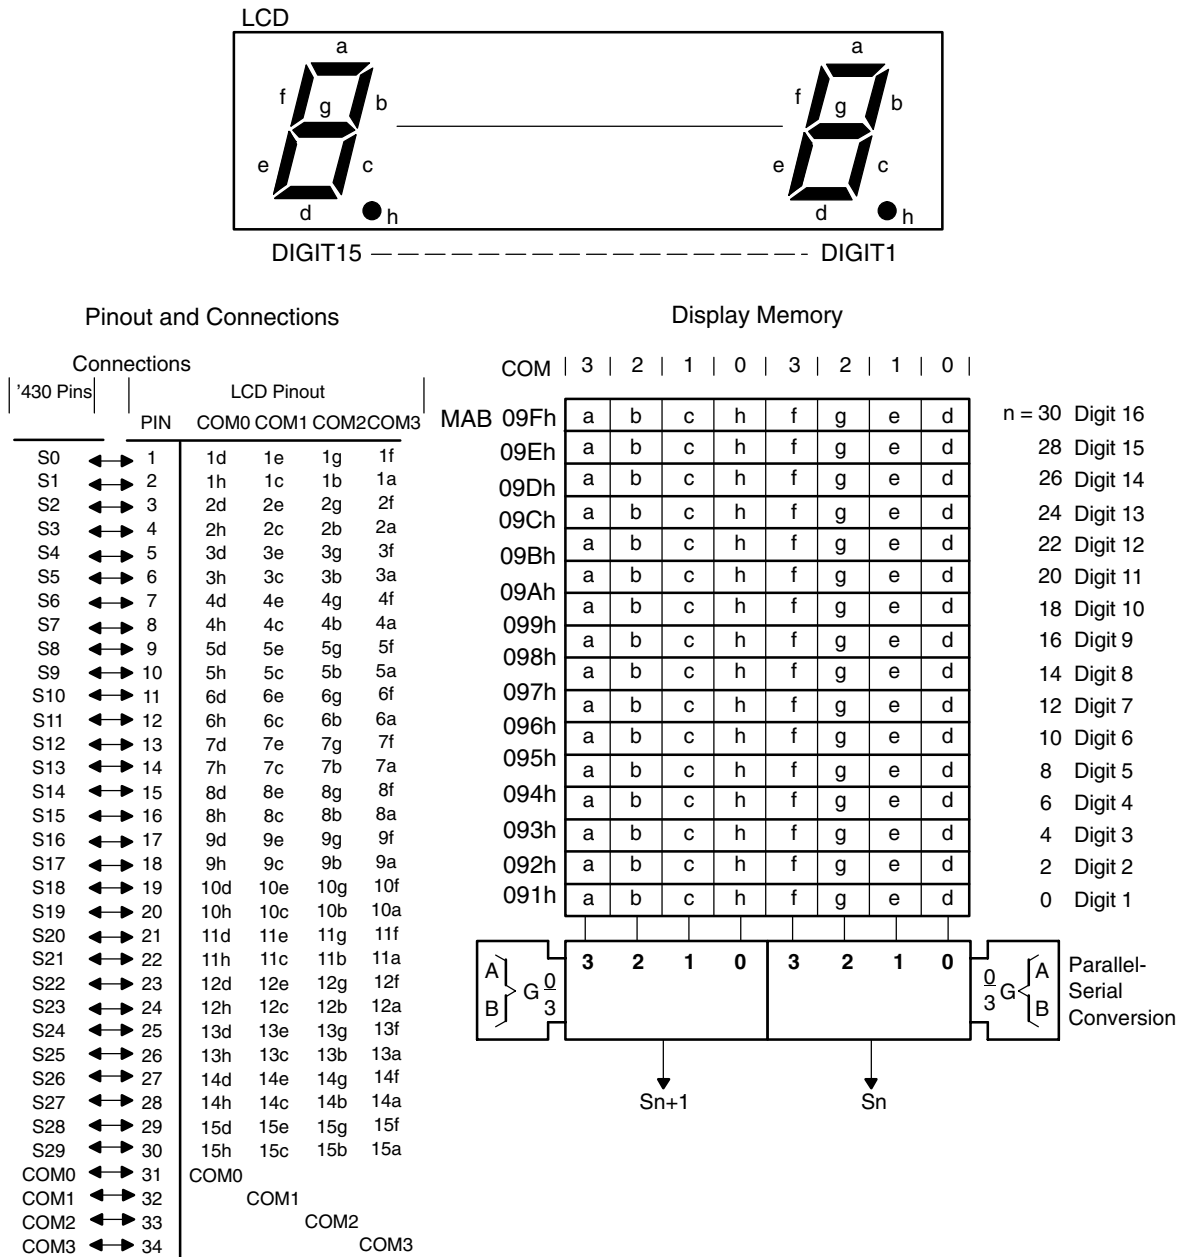 LCD
a a
f g b f g b
e c e c
d h d h
DIGIT15 DIGIT1
Pinout and Connections
Display Memory
Connections
'430 Pins LCD Pinout
PIN COM0 COM1 COM2 COM3
S0 1 1d 1e 1g 1f
S1 2 1h 1c 1b 1a
S2 3 2d 2e 2g 2f
S3 4 2h 2c 2b 2a
S4 5 3d 3e 3g 3f
S5 6 3h 3c 3b 3a
S6 7 4d 4e 4g 4f
S7 8 4h 4c 4b 4a
S8 9 5d 5e 5g 5f
S9 10 5h 5c 5b 5a
S10 11 6d 6e 6g 6f
S11 12 6h 6c 6b 6a
S12 13 7d 7e 7g 7f
S13 14 7h 7c 7b 7a
S14 15 8d 8e 8g 8f
S15 16 8h 8c 8b 8a
S16 17 9d 9e 9g 9f
S17 18 9h 9c 9b 9a
S18 19 10d 10e 10g 10f
S19 20 10h 10c 10b 10a
S20 21 11d 11e 11g 11f
S21 22 11h 11c 11b 11a
S22 23 12d 12e 12g 12f
S23 24 12h 12c 12b 12a
S24 25 13d 13e 13g 13f
S25 26 13h 13c 13b 13a
S26 27 14d 14e 14g 14f
S27 28 14h 14c 14b 14a
S28 29 15d 15e 15g 15f
S29 30 15h 15c 15b 15a
COM0 31 COM0
COM1 32 COM1
COM2 33 COM2
COM3 34 COM3
COM 3 2 1 0 3 2 1 0
MAB 09Fh a b c h f g e d n = 30 Digit 16
09Eh a b c h f g e d 28 Digit 15
09Dh a b c h f g e d 26 Digit 14
09Ch a b c h f g e d 24 Digit 13
09Bh a b c h f g e d 22 Digit 12
09Ah a b c h f g e d 20 Digit 11
099h a b c h f g e d 18 Digit 10
098h a b c h f g e d 16 Digit 9
097h a b c h f g e d 14 Digit 8
096h a b c h f g e d 12 Digit 7
095h a b c h f g e d 10 Digit 6
094h a b c h f g e d 8 Digit 5
093h a b c h f g e d 6 Digit 4
092h a b c h f g e d 4 Digit 3
091h a b c h f g e d 2 Digit 2
a b c h f g e d 0 Digit 1
A B G 0 3 3 2 1 0 3 2 1 0 0 3 G A B
Parallel-
Serial
Conversion
Sn+1 Sn